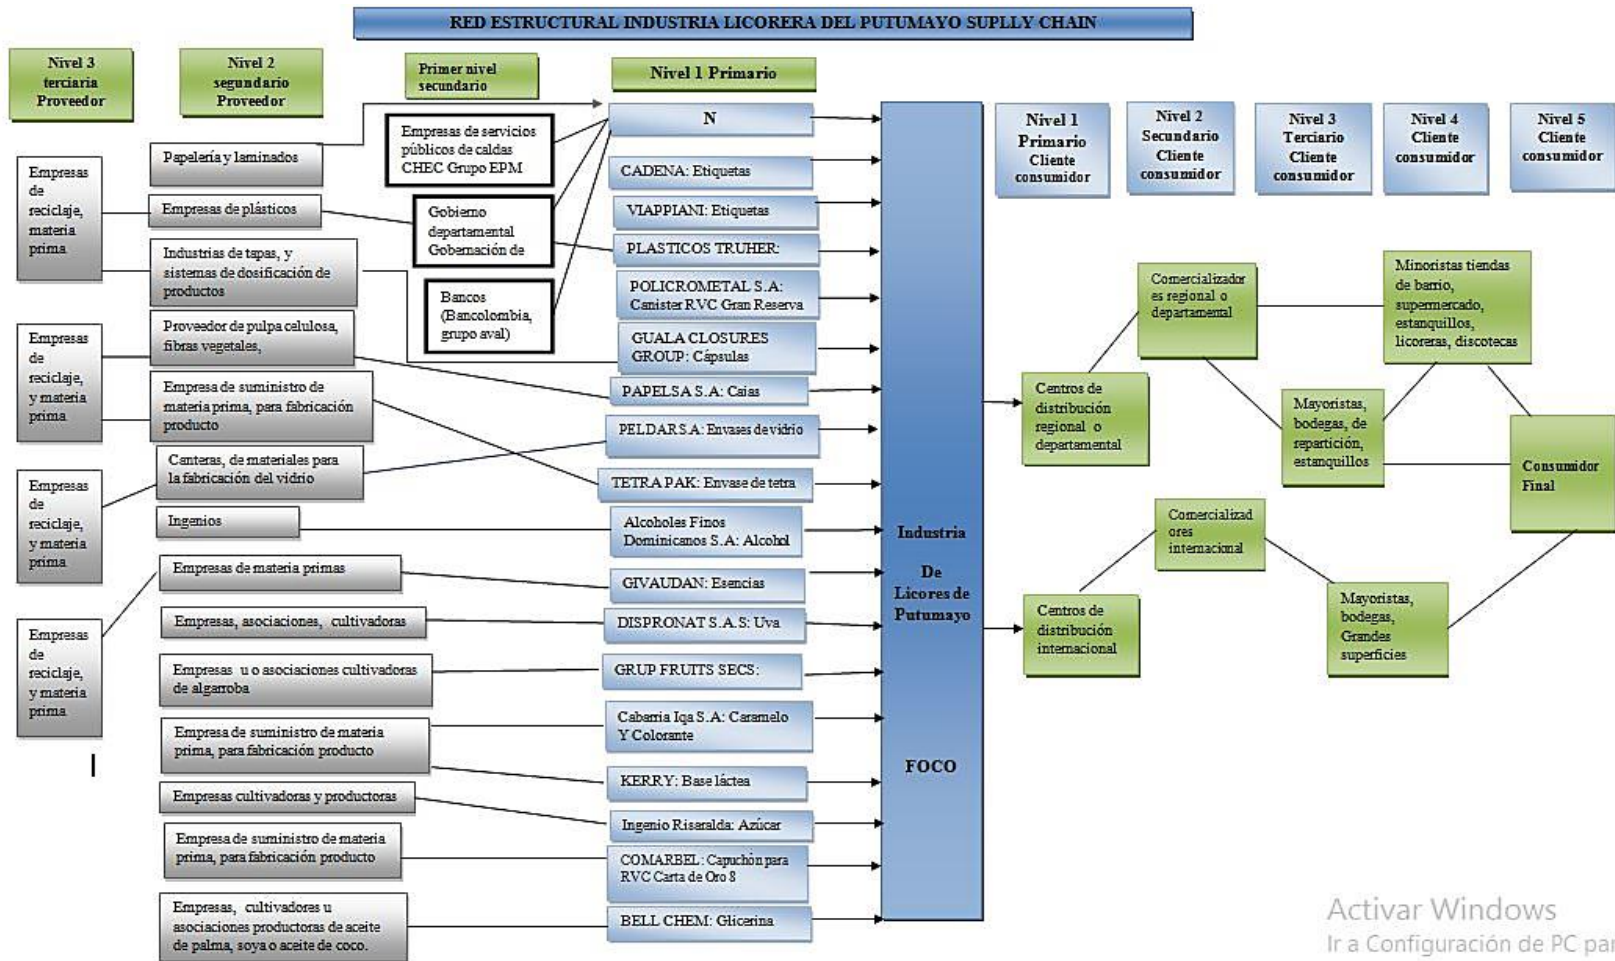 RED ESTRUCTURAL INDUSTRIA LICORERA DEL PUTUMAYO SUPLLY CHAIN
Nivel 3
terciaria
Proveedor
Nivel 2
segundario
Proveedor
Primer nivel
secundario
Nivel 1 Primario
Nivel 1
Primario
Cliente
consumidor
Nivel 2
Secundario
Cliente
consumidor
Nivel 3
Terciario
Cliente
consumidor
Nivel 4
Cliente
consumidor
Nivel 5
Cliente
consumidor
Empresas
de
reciclaje,
materia
prima
Empresas
de
reciclaje,
y materia
prima
Empresas
de
reciclaje,
y materia
prima
Empresas
de
reciclaje,
y materia
prima
Papelería y laminados
Empresas de plásticos
Industrias de tapas, y
sistemas de dosificación de
productos
Proveedor de pulpa celulosa,
fibras vegetales,
Empresa de suministro de
materia prima, para fabricación
producto
Canteras, de materiales para
la fabricación del vidrio
Ingenios
Empresas de materia primas
Empresas, asociaciones, cultivadoras
Empresas u o asociaciones cultivadoras
de algarroba
Empresa de suministro de materia
prima, para fabricación producto
Empresas cultivadoras y productoras
Empresa de suministro de materia
prima, para fabricación producto
Empresas, cultivadores u
asociaciones productoras de aceite
de palma, soya o aceite de coco.
Empresas de servicios
públicos de caldas
CHEC Grupo EPM
Gobierno
departamental
Gobernación de
Bancos
(Bancolombia,
grupo aval)
N
CADENA: Etiquetas
VIAPPIANI: Etiquetas
PLASTICOS TRUHER:
POLICROMETAL S.A:
Canister RVC Gran Reserva
GUALA CLOSURES
GROUP: Cápsulas
PAPELSA S.A: Cajas
PELDAR S.A: Envases de vidrio
TETRA PAK: Envase de tetra
Alcoholes Finos
Dominicanos S.A: Alcohol
GIVAUDAN: Esencias
DISPRONAT S.A.S: Uva
GRUP FRUITS SECS:
Cabarria Iqa S.A: Caramelo
Y Colorante
KERRY: Base láctea
Ingenio Risaralda: Azúcar
COMARBEL: Capuchón para
RVC Carta de Oro 8
BELL CHEM: Glicerina
Industria
De
Licores de
Putumayo
FOCO
Centros de
distribución
regional o
departamental
Centros de
distribución
internacional
Comercializador
es regional o
departamental
Comercializad
ores
internacional
Mayoristas,
bodegas, de
repartición,
estanquillos
Mayoristas,
bodegas,
Grandes
superficies
Minoristas tiendas
de barrio,
supermercado,
estanquillos,
licoreras, discotecas
Consumidor
Final
Activar Windows
Ir a Configuración de PC par